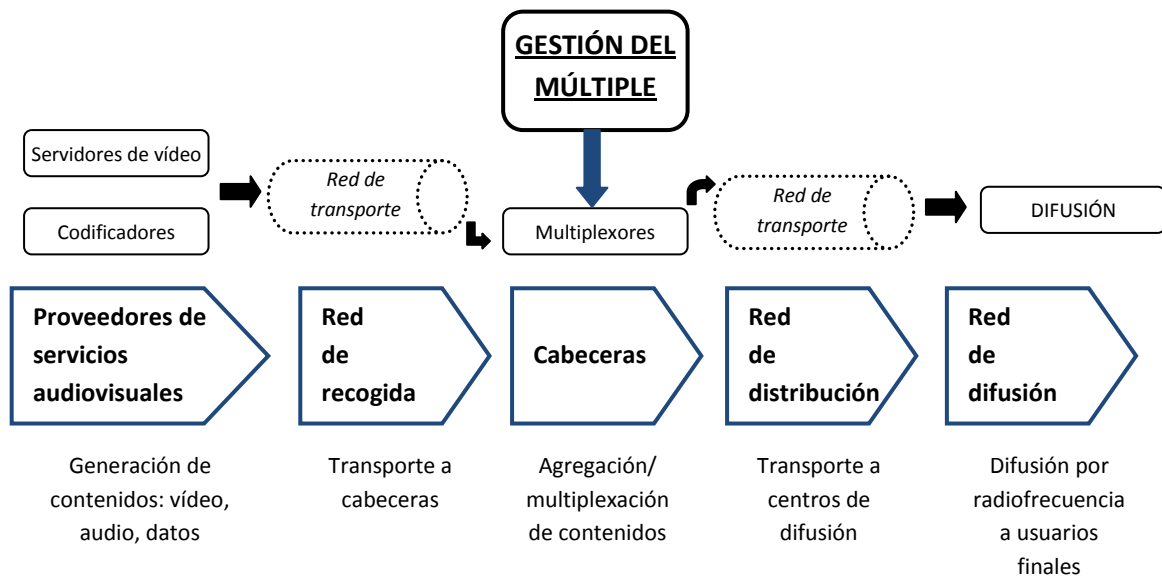 GESTIÓN DEL
MÚLTIPLE
Servidores de vídeo
Codificadores
Red de
transporte
Multiplexores
Red de
transporte
DIFUSIÓN
Proveedores de
servicios
audiovisuales
Red
de
recogida
Cabeceras
Red
de
distribución
Red
de
difusión
Generación de
contenidos: vídeo,
audio, datos
Transporte a
cabeceras
Agregación/
multiplexación
de contenidos
Transporte a
centros de
difusión
Difusión por
radiofrecuencia
a usuarios
finales